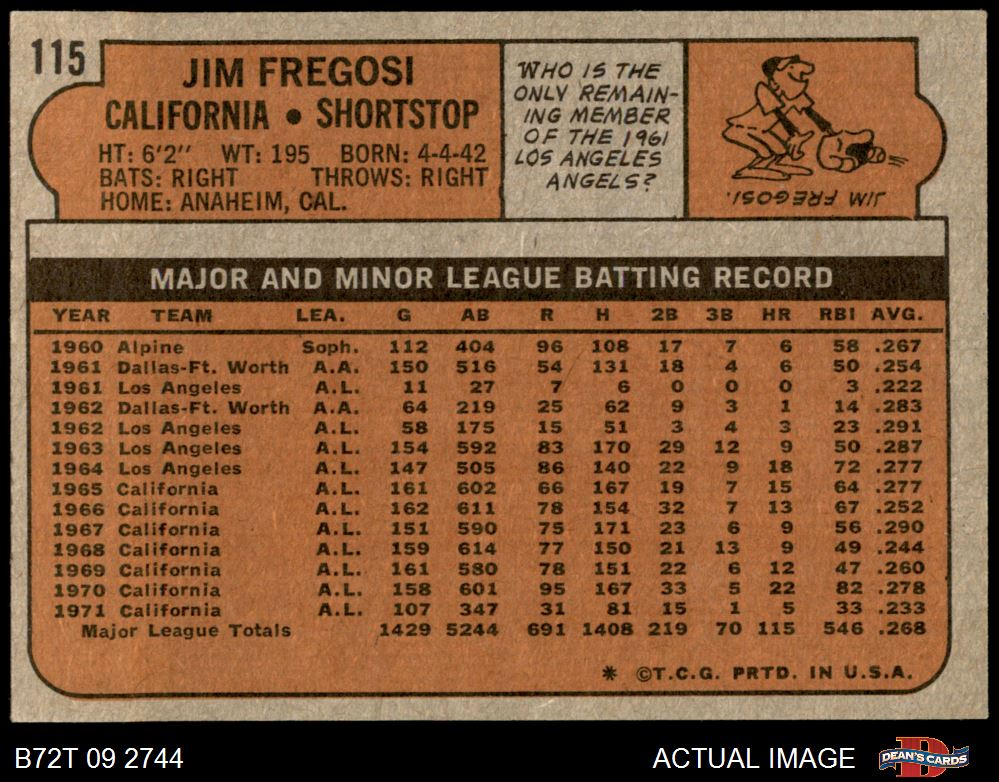 115
JIM FREGOSI
CALIFORNIA • SHORTSTOP
HT: 6'2" WT: 195 BORN: 4-4-42
BATS: RIGHT THROWS: RIGHT
HOME: ANAHEIM, CAL.
WHO IS THE
ONLY REMAIN-
ING MEMBER
OF THE 1961
LOS ANGELES
ANGELS?
JIM FREGOSI.
MAJOR AND MINOR LEAGUE BATTING RECORD
YEAR TEAM LEA. G AB R H 2B 3B HR RBI AVG.
1960 Alpine Soph. 112 404 96 108 17 7 6 58 .267
1961 Dallas-Ft. Worth A.A. 150 516 54 131 18 4 6 50 .254
1961 Los Angeles A.L. 11 27 7 6 0 0 0 3 .222
1962 Dallas-Ft. Worth A.A. 64 219 25 62 9 3 1 14 .283
1962 Los Angeles A.L. 58 175 15 51 3 4 3 23 .291
1963 Los Angeles A.L. 154 592 83 170 29 12 9 50 .287
1964 Los Angeles A.L. 147 505 86 140 22 9 18 72 .277
1965 California A.L. 161 602 66 167 19 7 15 64 .277
1966 California A.L. 162 611 78 154 32 7 13 67 .252
1967 California A.L. 151 590 75 171 23 6 9 56 .290
1968 California A.L. 159 614 77 150 21 13 9 49 .244
1969 California A.L. 161 580 78 151 22 6 12 47 .260
1970 California A.L. 158 601 95 167 33 5 22 82 .278
1971 California A.L. 107 347 31 81 15 1 5 33 .233
Major League Totals 1429 5244 691 1408 219 70 115 546 .268
* ©T.C.G. PRTD. IN U.S.A.
B72T 09 2744
ACTUAL IMAGE
DEAN'S CARDS